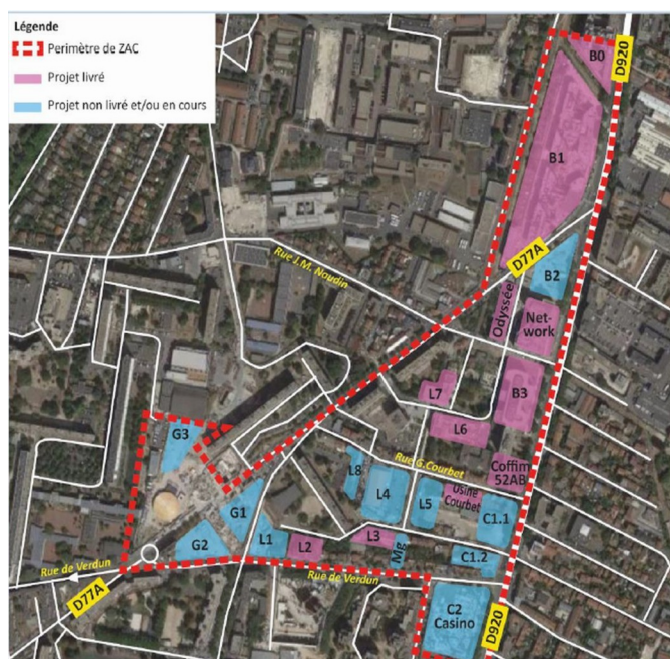 Légende
Perimètre de ZAC
Projet livré
Projet non livré et/ou en cours
B0
D920
B1
Rue J.M. Naudin
D77A
B2
Odyssée
Net-
work
L7
B3
L6
G3
Rue G.Courbet
Coffim
52AB
L8
L4
L5
Usine
Courbet
C1.1
G1
G2
L1
L2
L3
Mg
C1.2
Rue de Verdun
Rue de Verdun
D77A
C2
Casino
D920